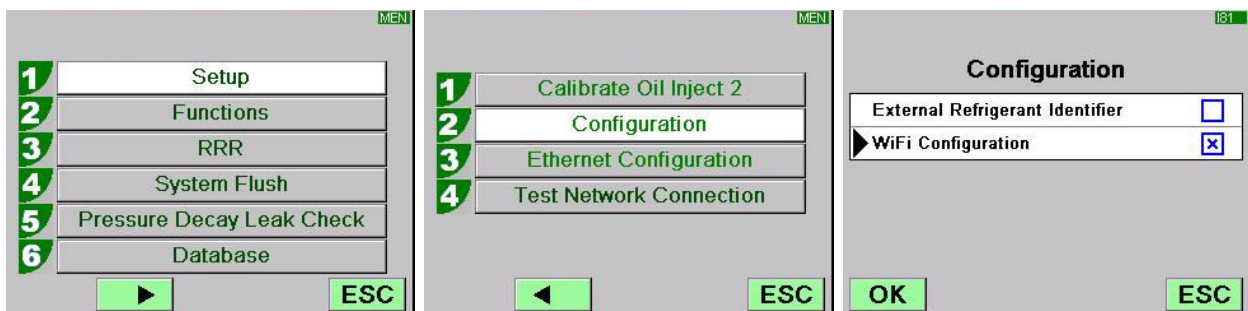 MEN
1 Setup
2 Functions
3 RRR
4 System Flush
5 Pressure Decay Leak Check
6 Database
ESC
MEN
1 Calibrate Oil Inject 2
2 Configuration
3 Ethernet Configuration
4 Test Network Connection
ESC
I81
Configuration
External Refrigerant Identifier
WiFi Configuration
OK ESC